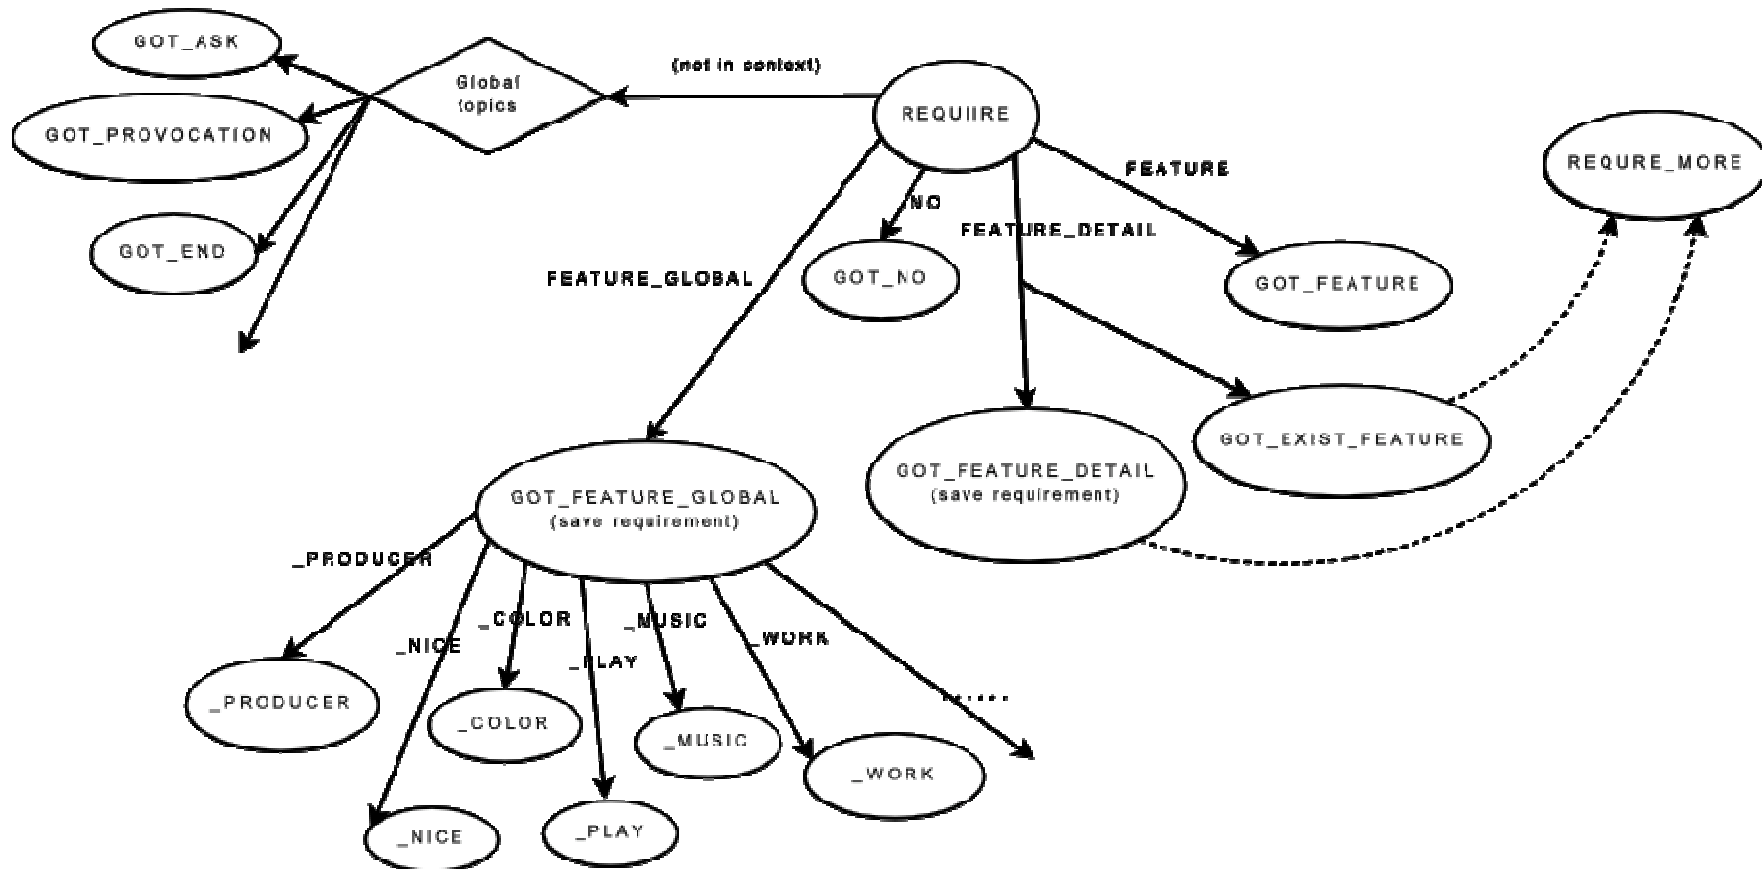 GOT_ASK
(not in context)
Global
topics
REQUIIRE
GOT_PROVOCATION
REQURE_MORE
FEATURE
NO
FEATURE_DETAIL
GOT_END
FEATURE_GLOBAL
GOT_NO
GOT_FEATURE
GOT_EXIST_FEATURE
GOT_FEATURE_DETAIL
(save requirement)
GOT_FEATURE_GLOBAL
(save requirement)
_PRODUCER
_COLOR
_MUSIC
_NICE
_WORK
_PLAY
......
_PRODUCER
_COLOR
_MUSIC
_WORK
_NICE
_PLAY